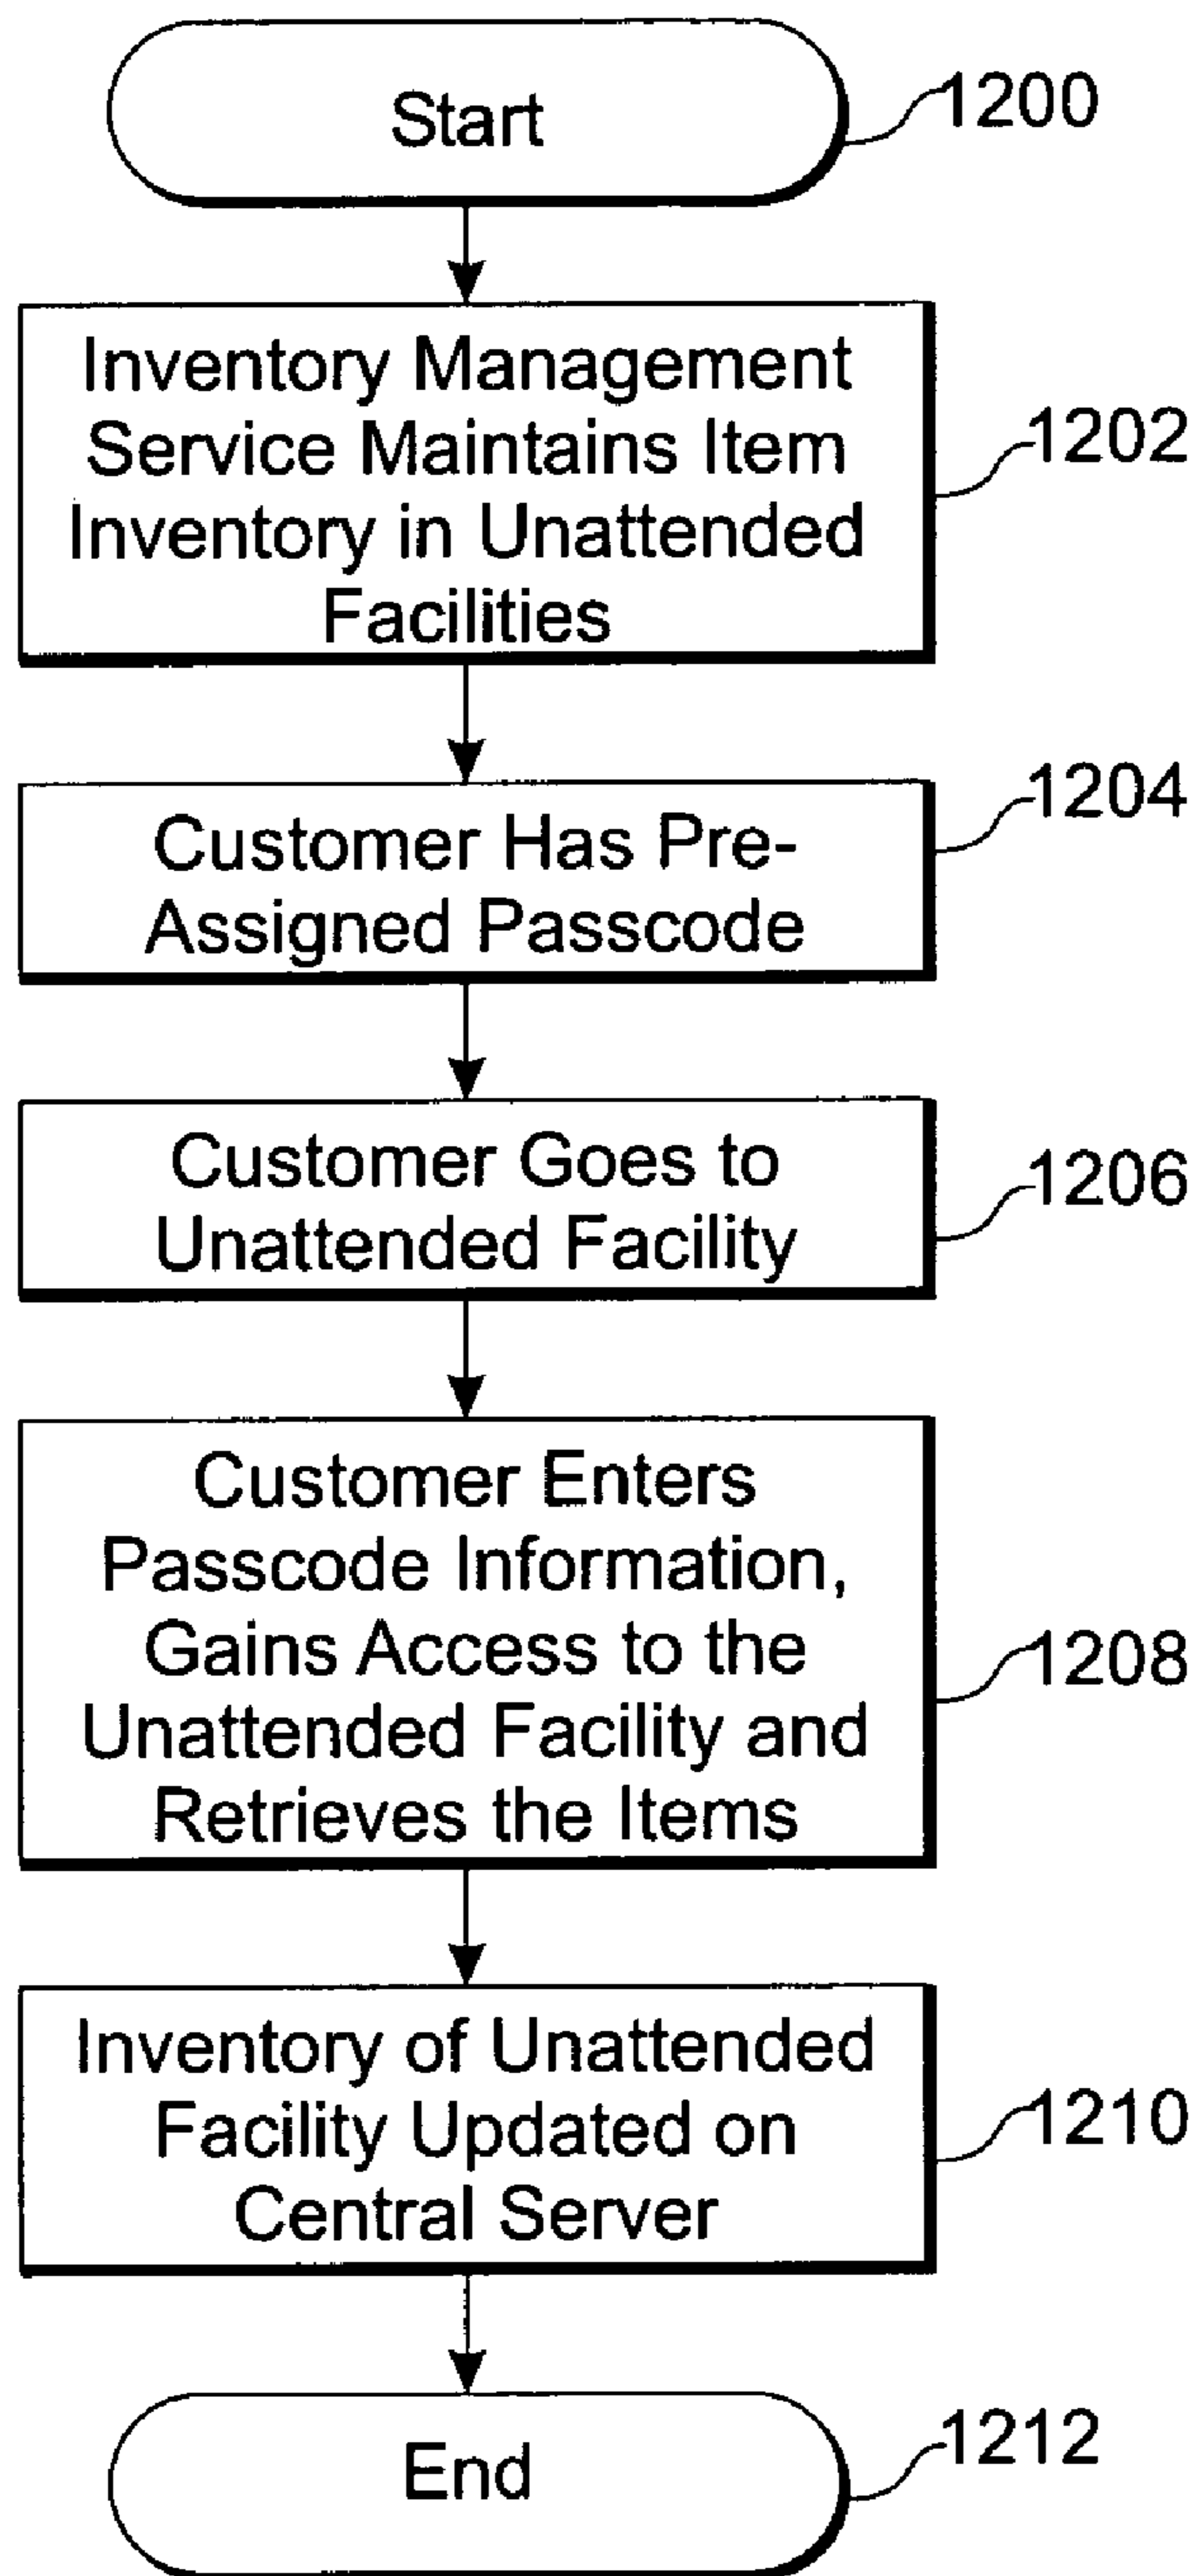 Start
1200
Inventory Management
Service Maintains Item
Inventory in Unattended
Facilities
1202
Customer Has Pre-
Assigned Passcode
1204
Customer Goes to
Unattended Facility
1206
Customer Enters
Passcode Information,
Gains Access to the
Unattended Facility and
Retrieves the Items
1208
Inventory of Unattended
Facility Updated on
Central Server
1210
End
1212